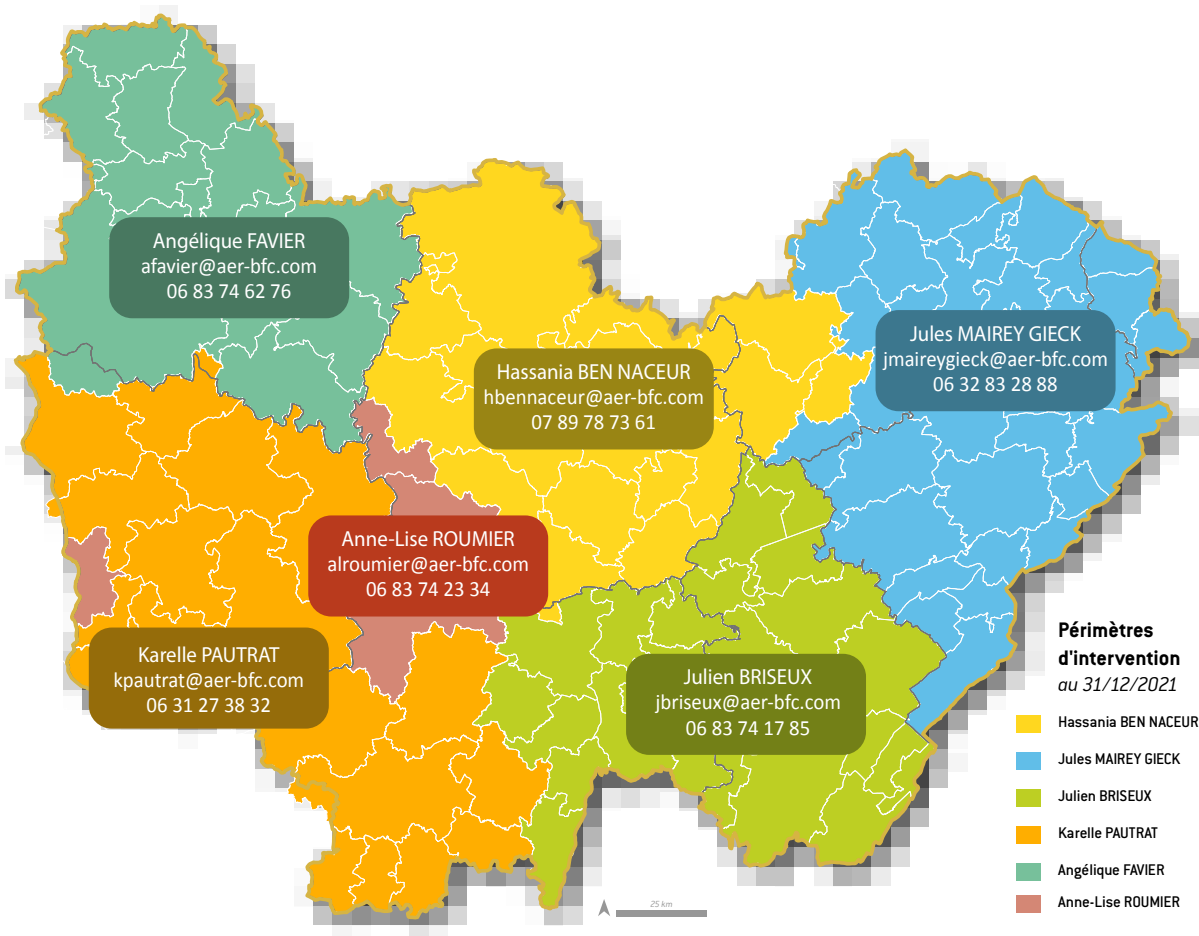 Angélique FAVIER
afavier@aer-bfc.com
06 83 74 62 76
Hassania BEN NACEUR
hbennaceur@aer-bfc.com
07 89 78 73 61
Jules MAIREY GIECK
jmaireygieck@aer-bfc.com
06 32 83 28 88
Anne-Lise ROUMIER
alroumier@aer-bfc.com
06 83 74 23 34
Karelle PAUTRAT
kpautrat@aer-bfc.com
06 31 27 38 32
Julien BRISEUX
jbriseux@aer-bfc.com
06 83 74 17 85
Périmètres
d'intervention
au 31/12/2021
Hassania BEN NACEUR
Jules MAIREY GIECK
Julien BRISEUX
Karelle PAUTRAT
Angélique FAVIER
Anne-Lise ROUMIER
25 km